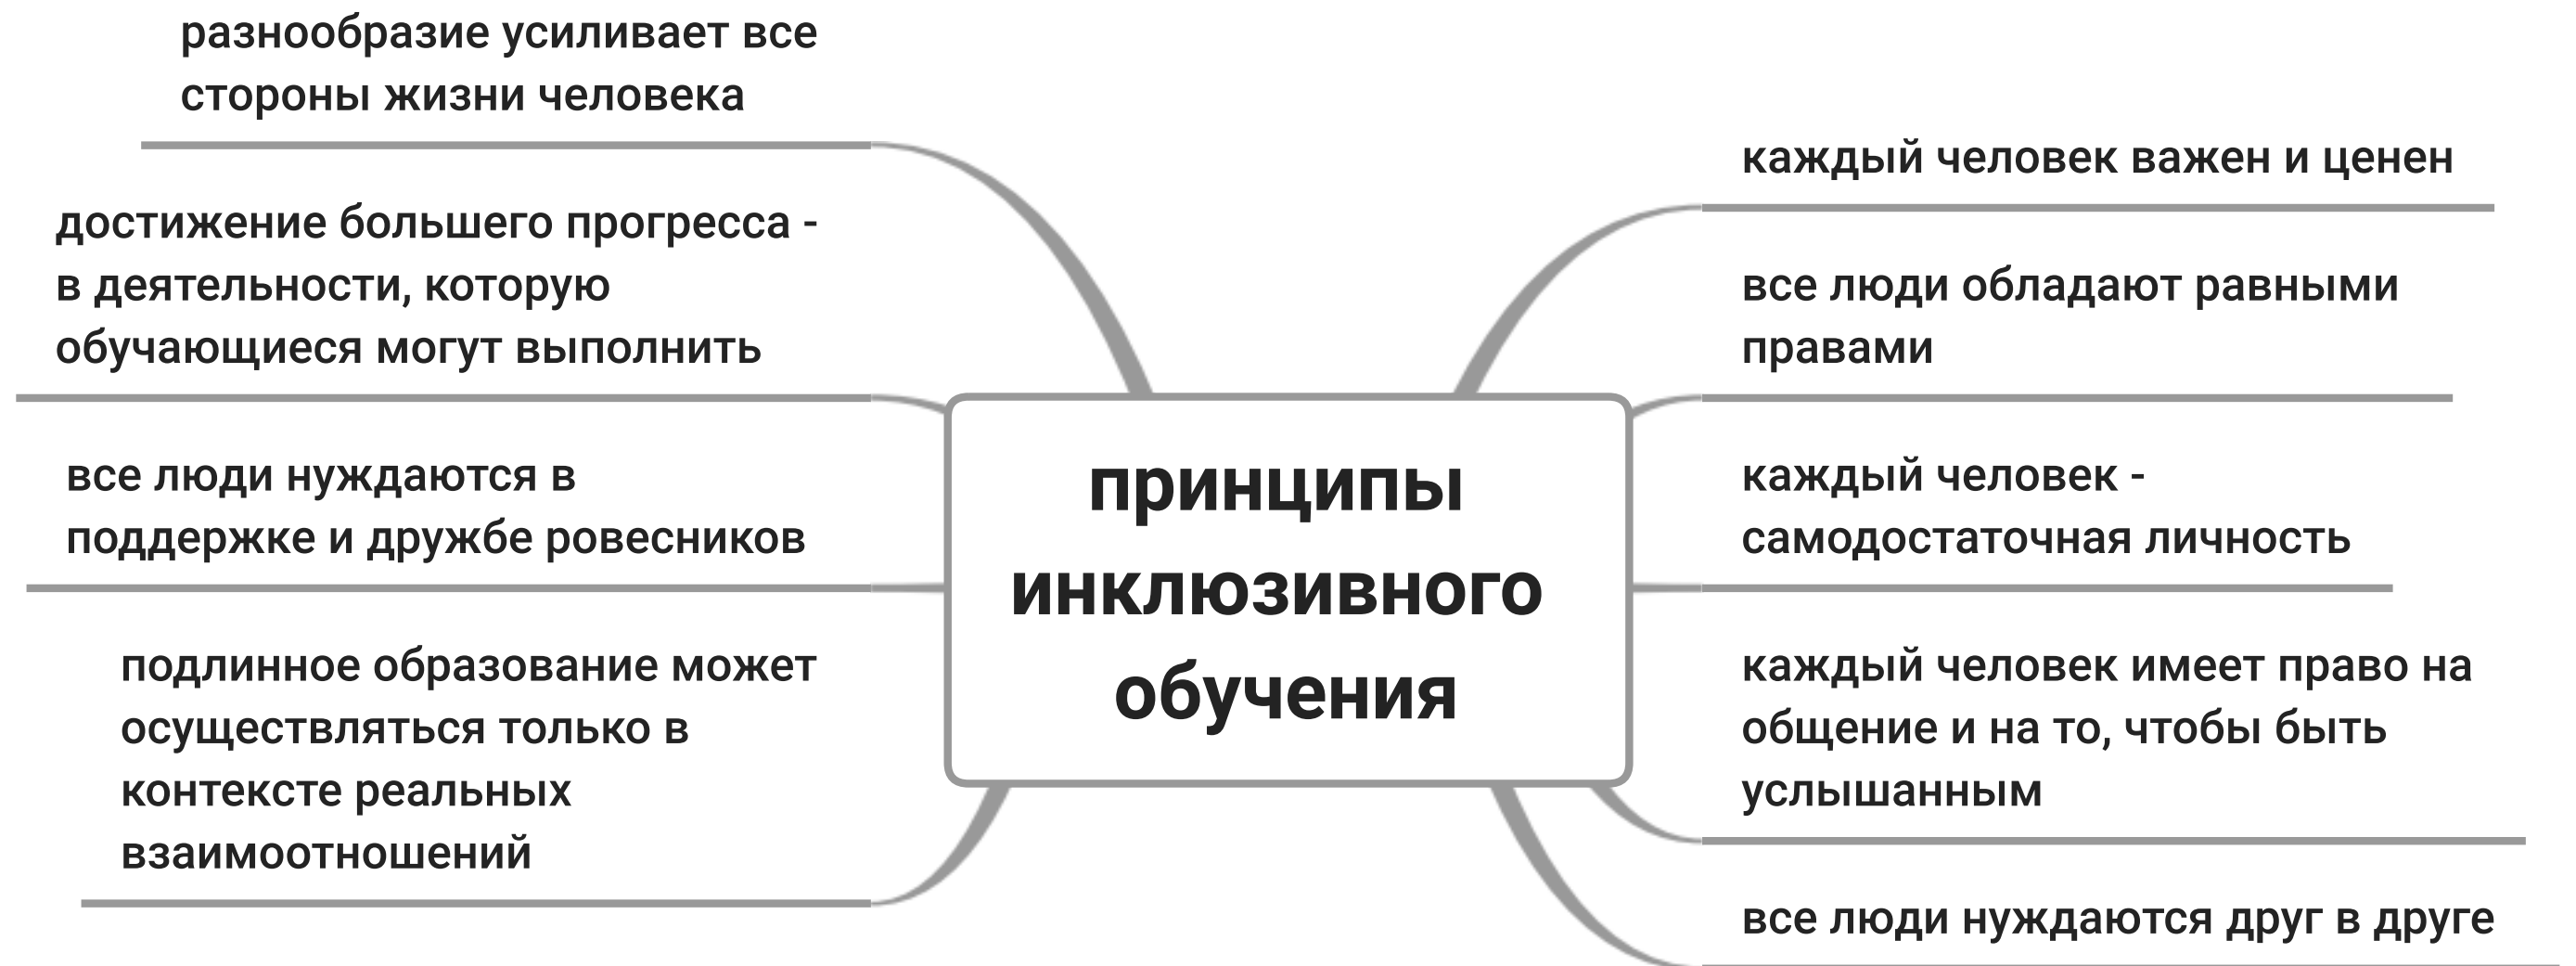 разнообразие усиливает все
стороны жизни человека
достижение большего прогресса -
в деятельности, которую
обучающиеся могут выполнить
все люди нуждаются в
поддержке и дружбе ровесников
подлинное образование может
осуществляться только в
контексте реальных
взаимоотношений
принципы
инклюзивного
обучения
каждый человек важен и ценен
все люди обладают равными
правами
каждый человек -
самодостаточная личность
каждый человек имеет право на
общение и на то, чтобы быть
услышанным
все люди нуждаются друг в друге